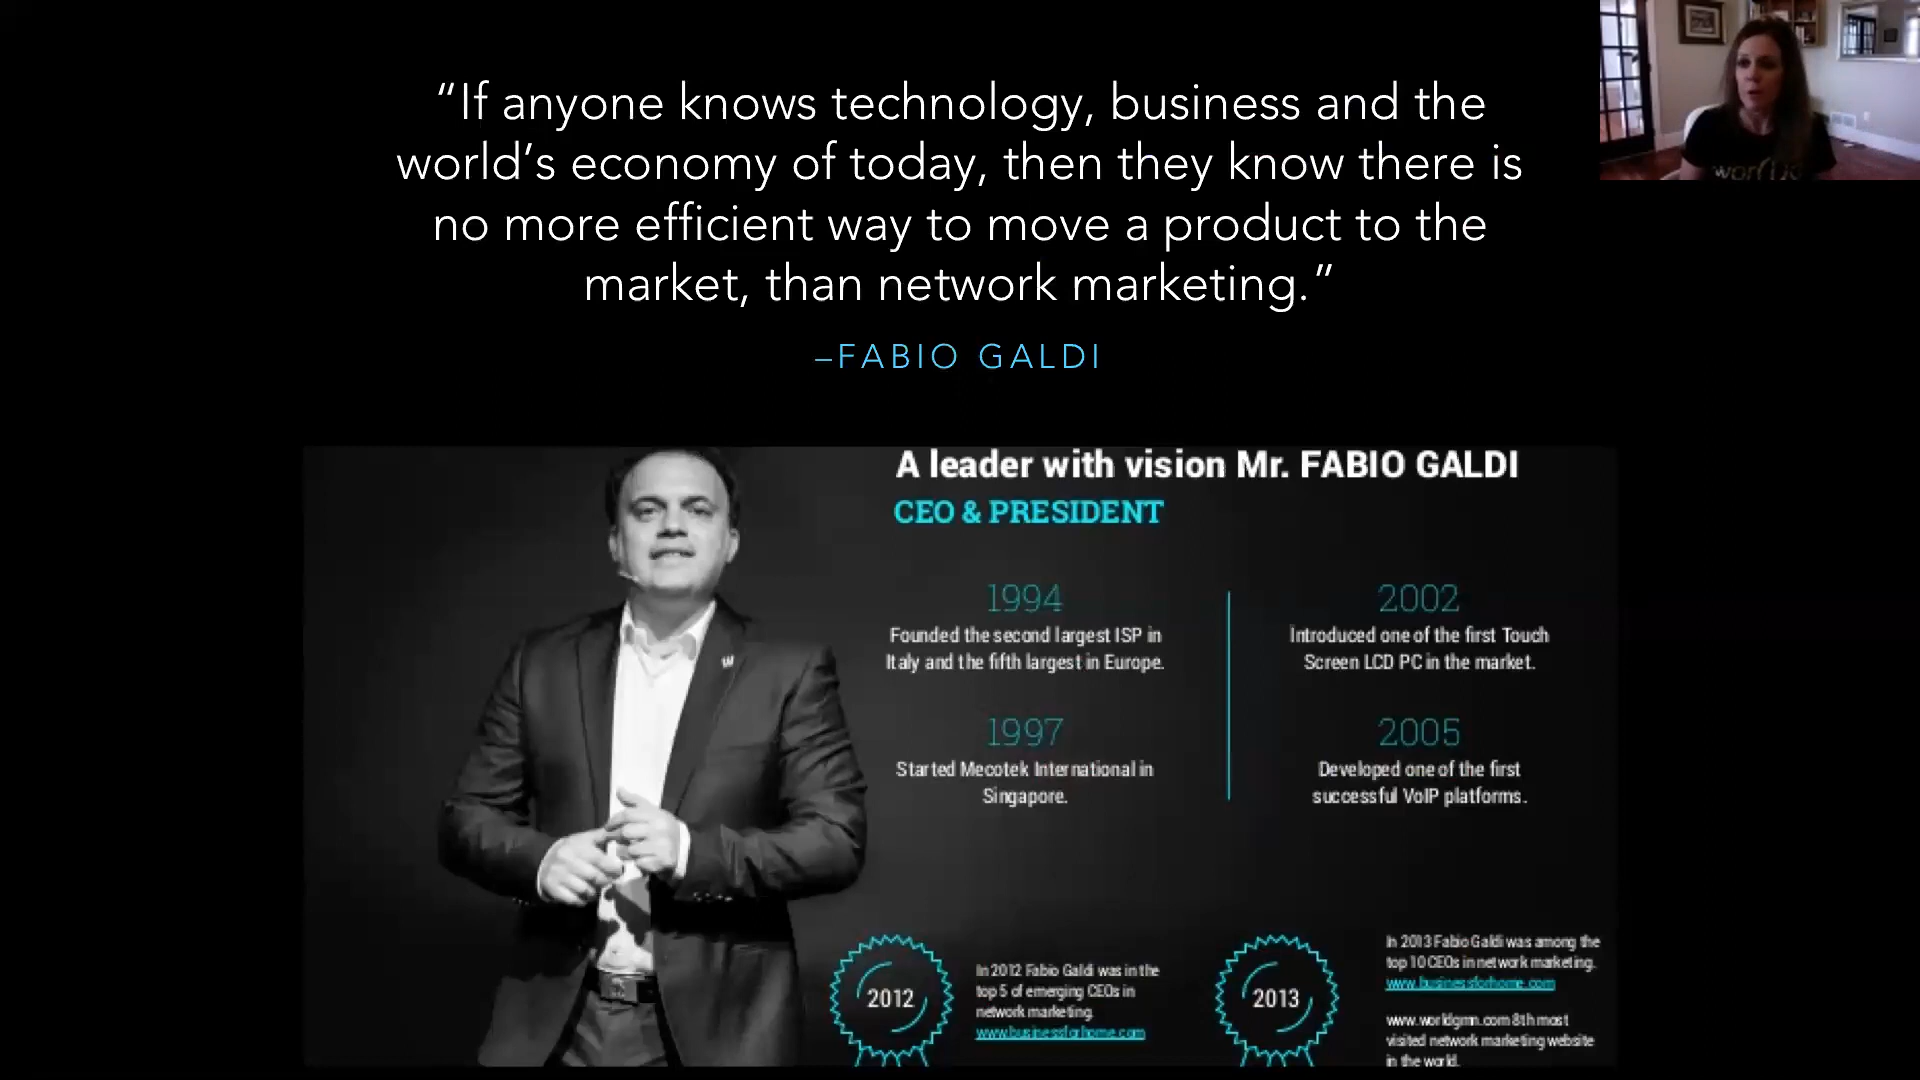 “If anyone knows technology, business and the
world’s economy of today, then they know there is
no more efficient way to move a product to the
market, than network marketing.”
–FABIO GALDI
A leader with vision Mr. FABIO GALDI
CEO & PRESIDENT
1994
Founded the second largest ISP in
Italy and the fifth largest in Europe.
1997
Started Mecotek International in
Singapore.
2002
Introduced one of the first Touch
Screen LCD PC in the market.
2005
Developed one of the first
successful VoIP platforms.
2012
In 2012 Fabio Galdi was in the
top 5 of emerging CEOs in
network marketing.
www.businessforhome.com
2013
In 2013 Fabio Galdi was among the
top 10 CEOs in network marketing.
www.businessforhome.com
www.worldgmn.com 8th most
visited network marketing website
in the world.